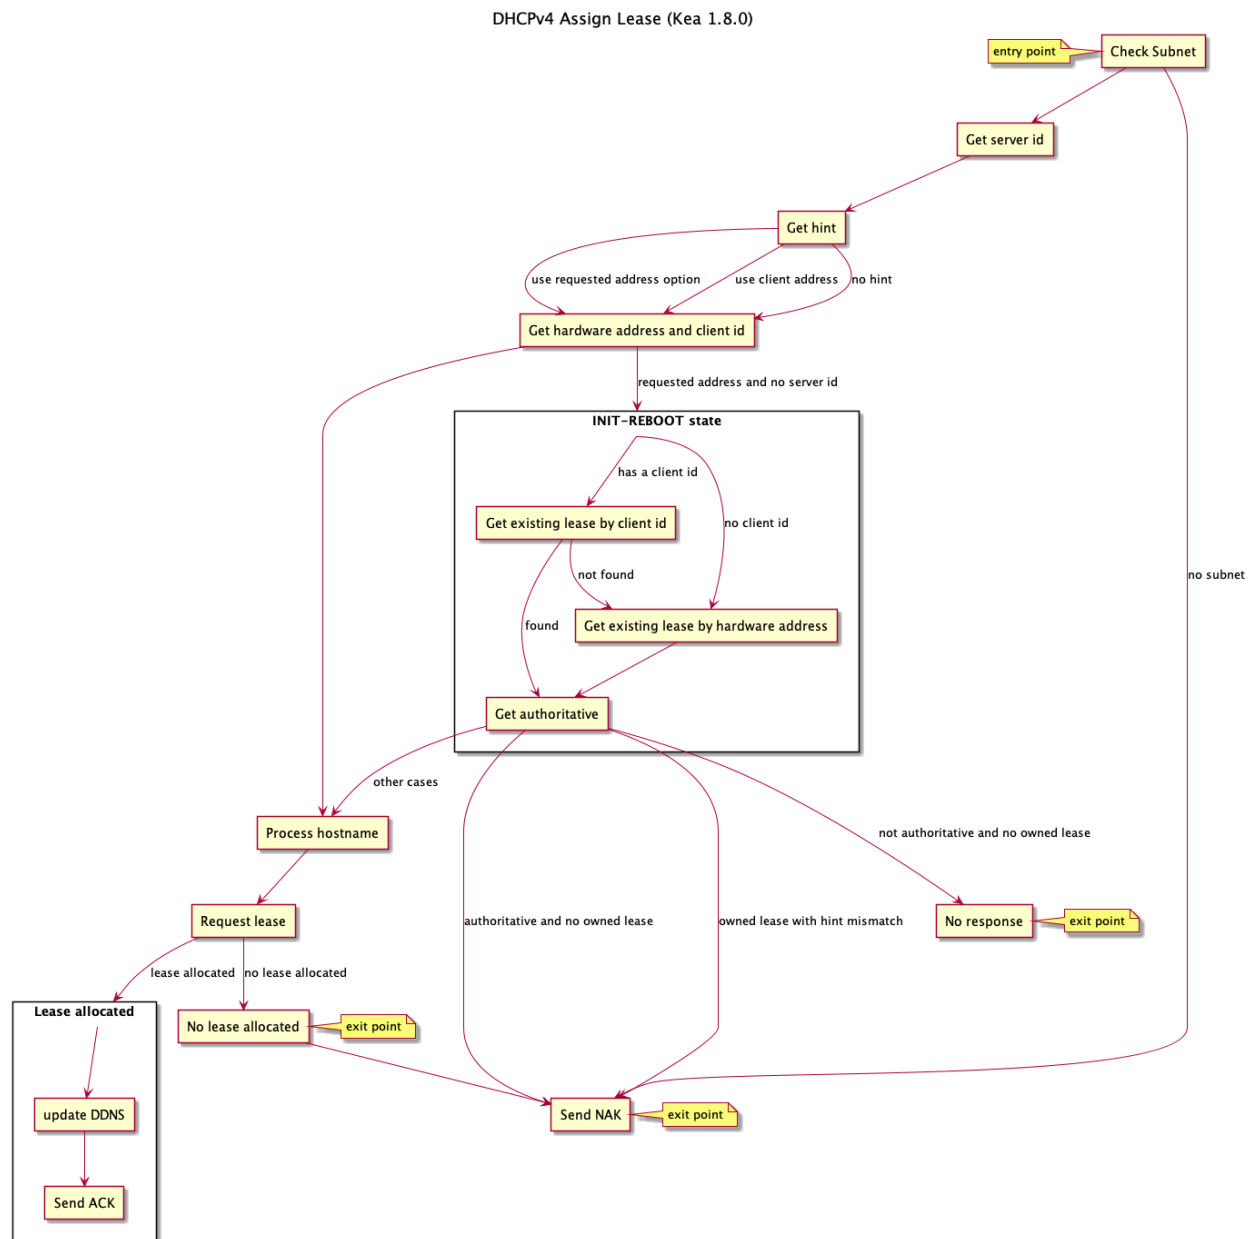 DHCPv4 Assign Lease (Kea 1.8.0)
entry point
Check Subnet
Get server id
Get hint
use requested address option
use client address
no hint
Get hardware address and client id
requested address and no server id
INIT-REBOOT state
has a client id
Get existing lease by client id
no client id
not found
no subnet
found
Get existing lease by hardware address
Get authoritative
other cases
Process hostname
not authoritative and no owned lease
Request lease
authoritative and no owned lease
owned lease with hint mismatch
No response
exit point
lease allocated
no lease allocated
Lease allocated
No lease allocated
exit point
update DDNS
Send NAK
exit point
Send ACK